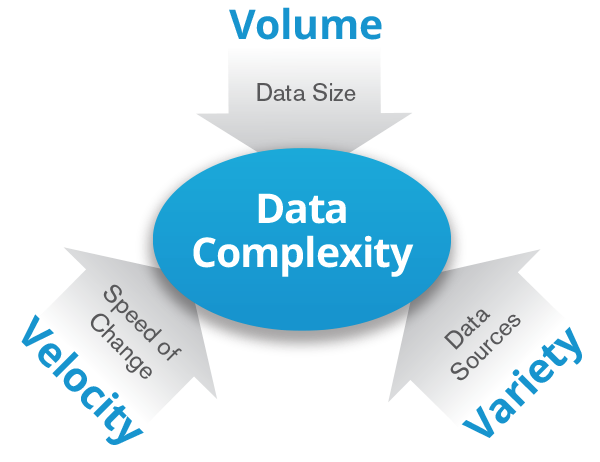 Volume
Data Size
Data
Complexity
Speed of
Change
Velocity
Data
Sources
Variety